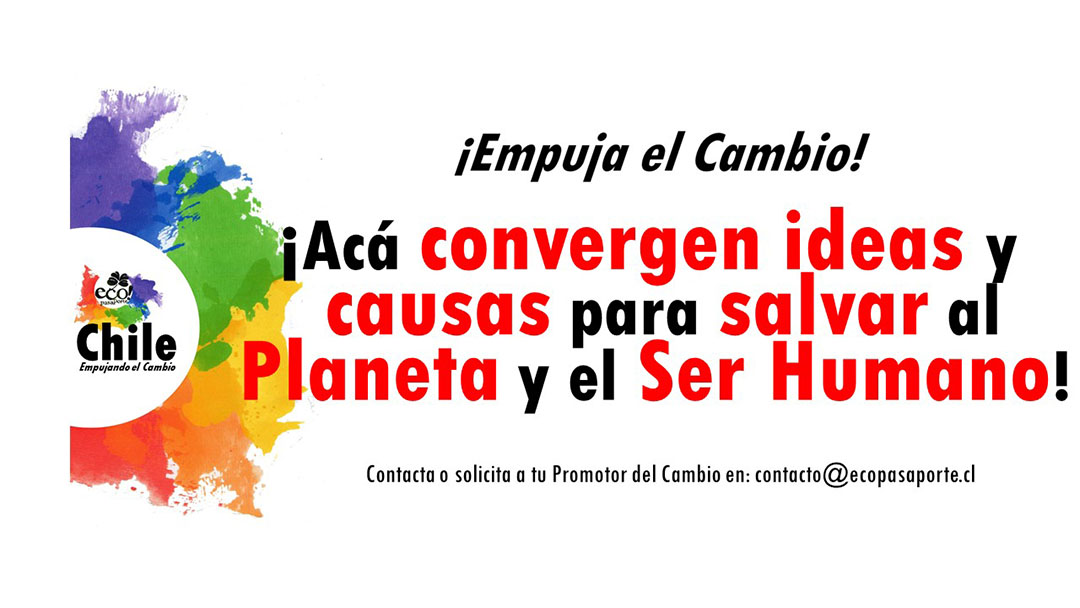 ¡Empuja el Cambio!
¡Acá convergen ideas y
causas para salvar al
Planeta y el Ser Humano!
eco!
pasaporte
Chile
Empujando el Cambio
Contacta o solicita a tu Promotor del Cambio en: contacto@ecopasaporte.cl